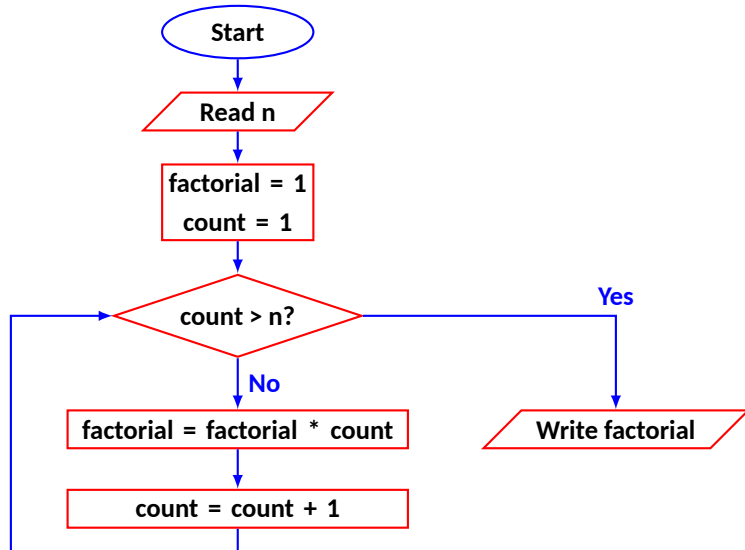 Start
Read n
factorial = 1
count = 1
count > n?
Yes
No
factorial = factorial * count
Write factorial
count = count + 1